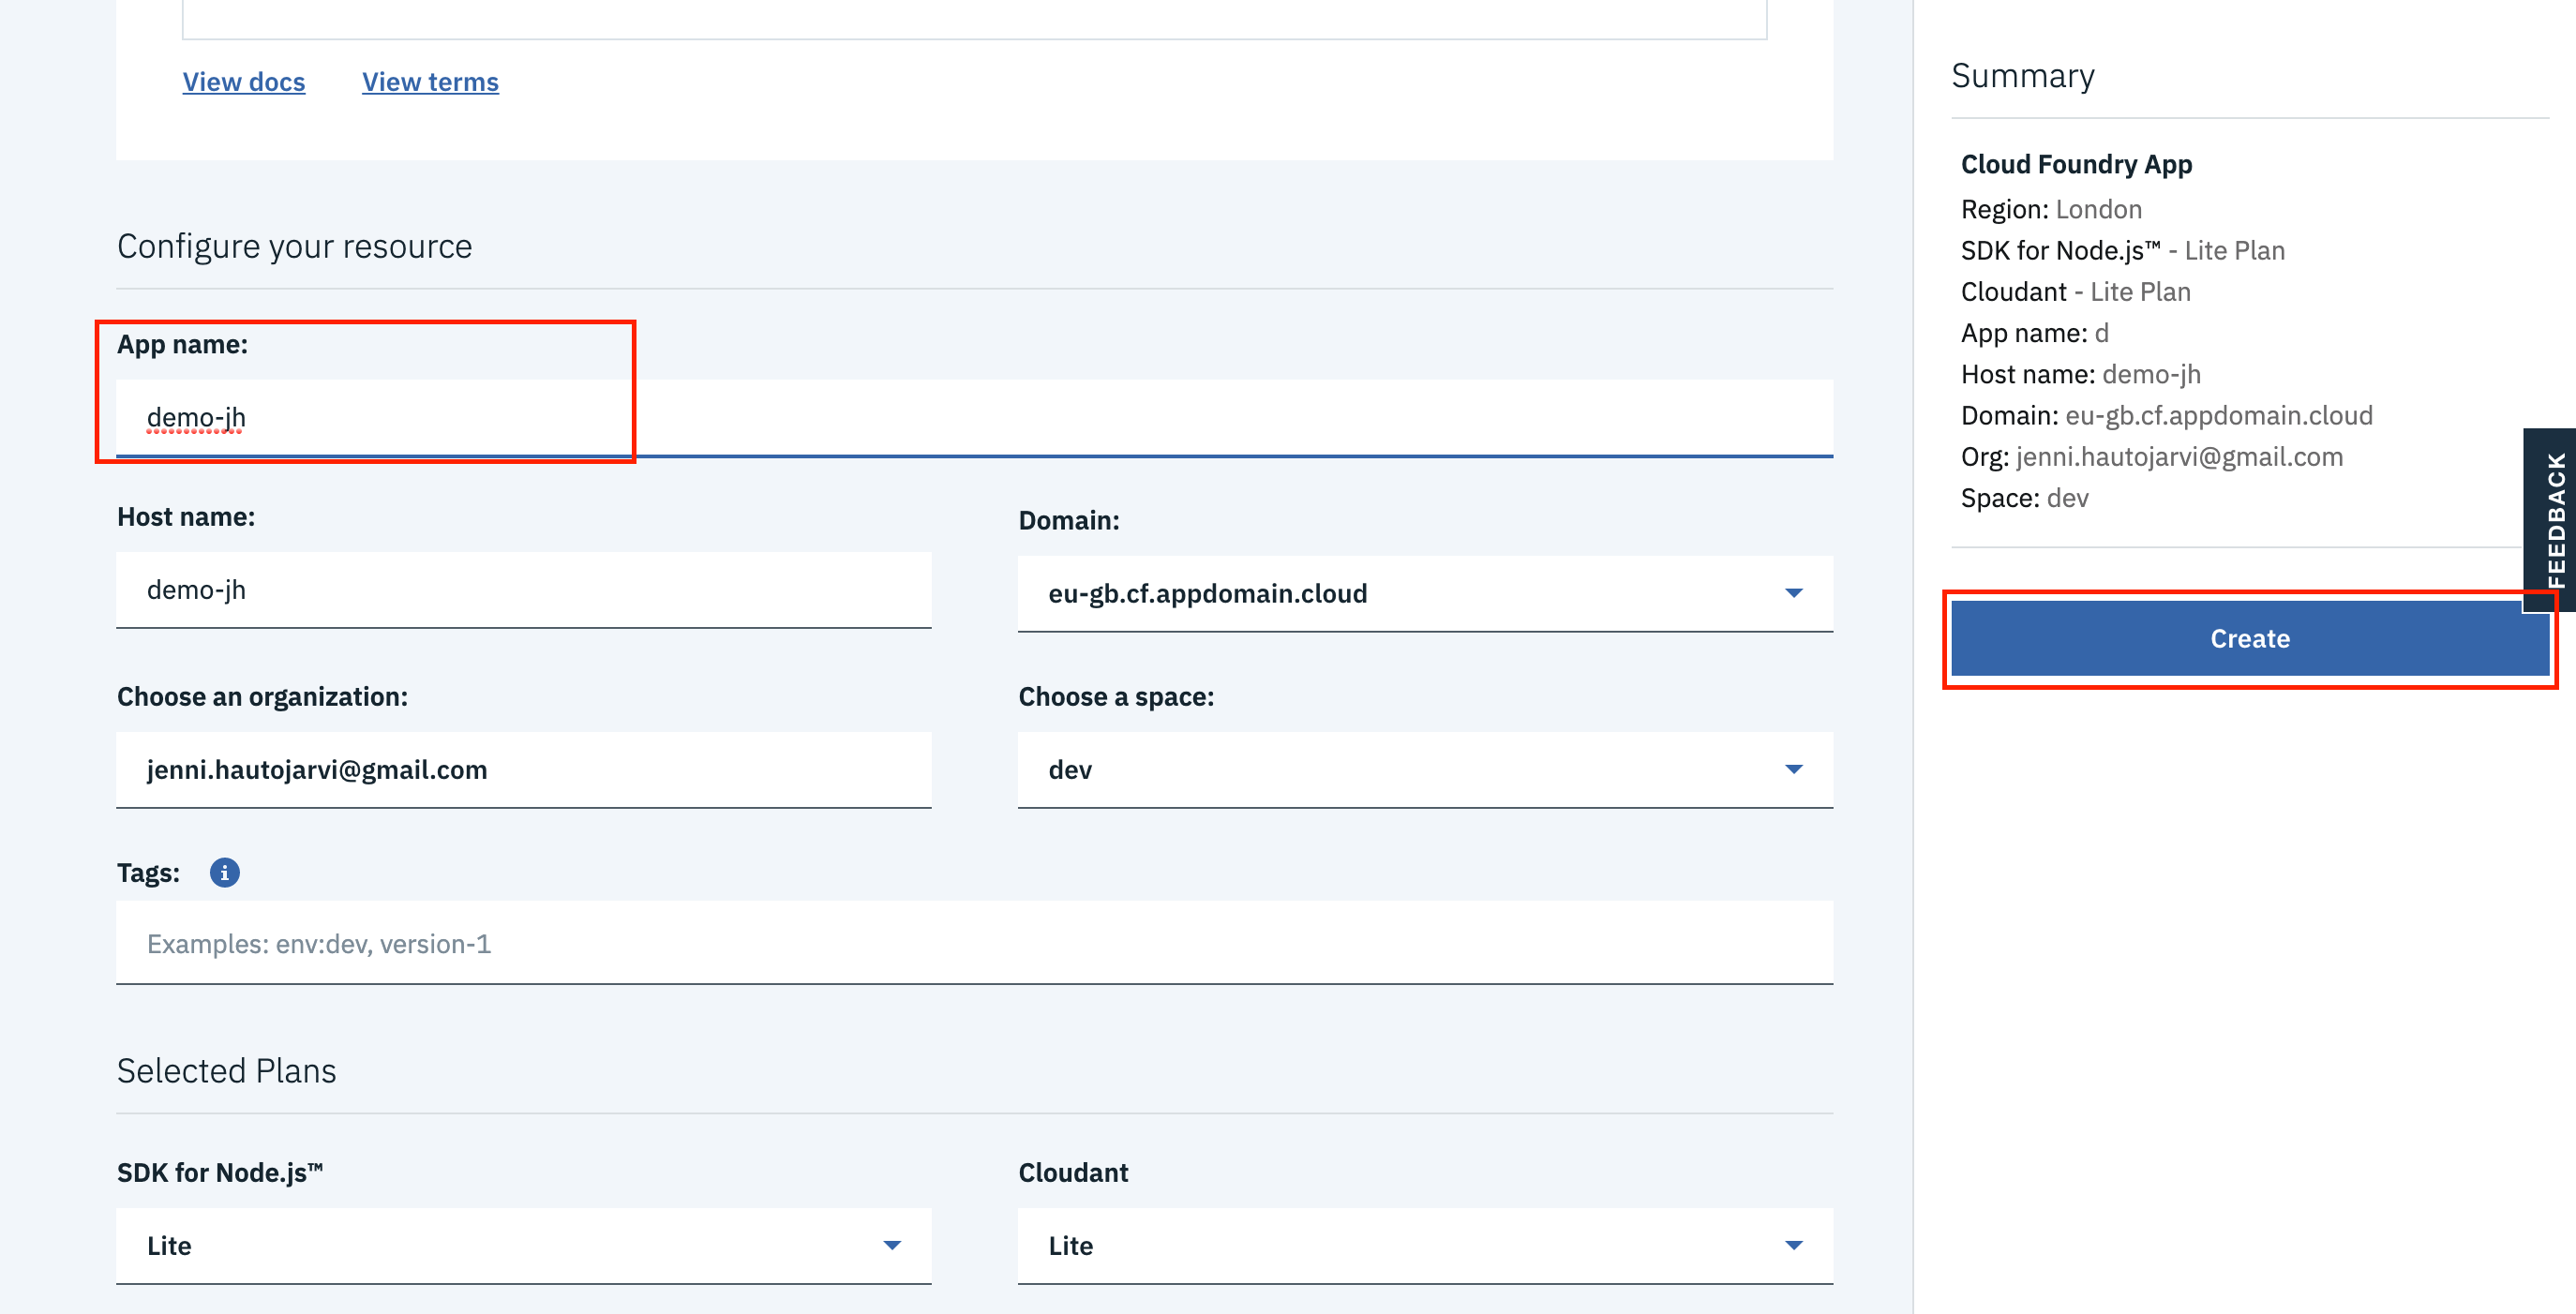 View docs
View terms
Configure your resource
App name:
demo-jh
Host name:
demo-jh
Domain:
eu-gb.cf.appdomain.cloud
Choose an organization:
jenni.hautojarvi@gmail.com
Choose a space:
dev
Tags:
i
Examples: env:dev, version-1
Selected Plans
SDK for Node.js™
Lite
Cloudant
Lite
Summary
Cloud Foundry App
Region: London
SDK for Node.js™ - Lite Plan
Cloudant - Lite Plan
App name: d
Host name: demo-jh
Domain: eu-gb.cf.appdomain.cloud
Org: jenni.hautojarvi@gmail.com
Space: dev
Create
FEEDBACK